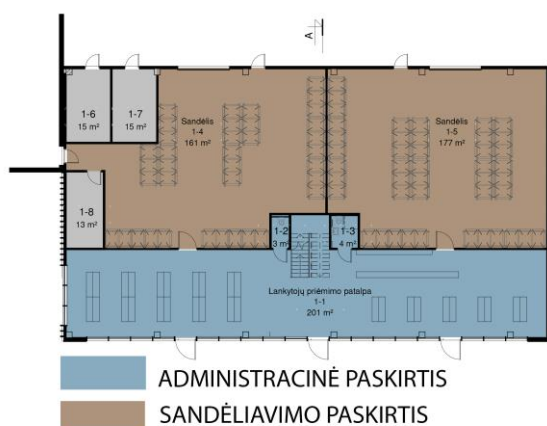 A
1-6
15 m²
1-7
15 m²
Sandėlis
1-4
161 m²
Sandėlis
1-5
177 m²
1-8
13 m²
1-2
3 m²
1-3
4 m²
Lankytojų priėmimo patalpa
1-1
201 m²
ADMINISTRACINĖ PASKIRTIS
SANDĖLIAVIMO PASKIRTIS